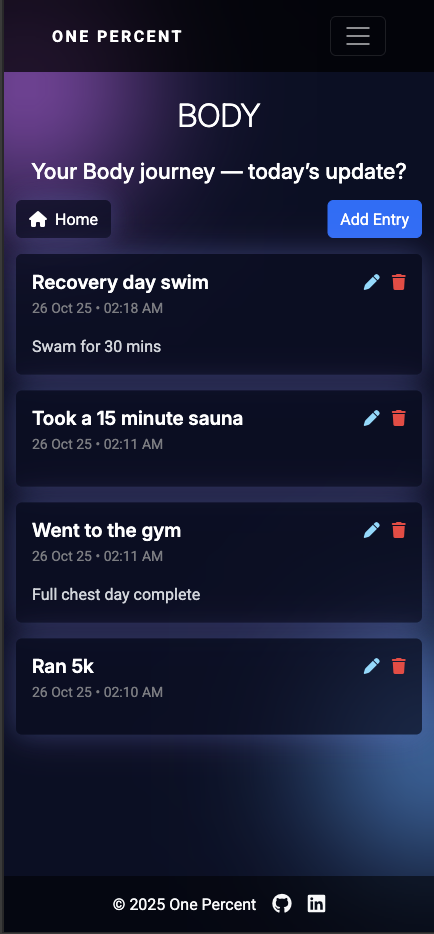 ONE PERCENT
BODY
Your Body journey — today’s update?
Home
Add Entry
Recovery day swim
26 Oct 25 • 02:18 AM
Swam for 30 mins
Took a 15 minute sauna
26 Oct 25 • 02:11 AM
Went to the gym
26 Oct 25 • 02:11 AM
Full chest day complete
Ran 5k
26 Oct 25 • 02:10 AM
© 2025 One Percent